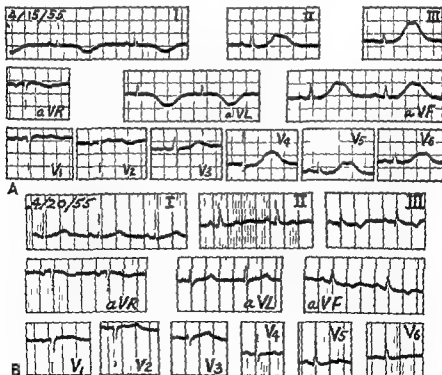 4/15/55 I II III
aVR aVL aVF
V1 V2 V3 V4 V5 V6
A
4/20/55 I II III
aVR aVL aVF
V1 V2 V3 V4 V5 V6
B